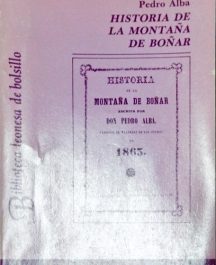 Pedro Alba
HISTORIA DE
LA MONTAÑA
DE BOÑAR
Biblioteca leonesa de bolsillo
HISTORIA
DE LA
MONTAÑA DE BOÑAR
ESCRITA POR
DON PEDRO ALBA,
1863.